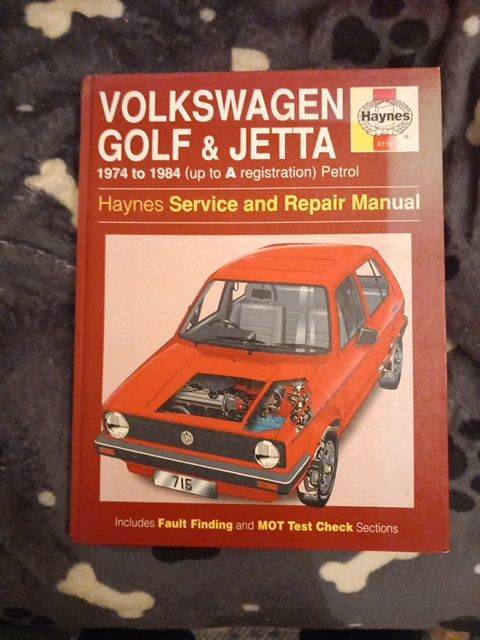 VOLKSWAGEN
GOLF & JETTA
Haynes
®
1974 to 1984 (up to A registration) Petrol
Haynes Service and Repair Manual
716
Includes Fault Finding and MOT Test Check Sections